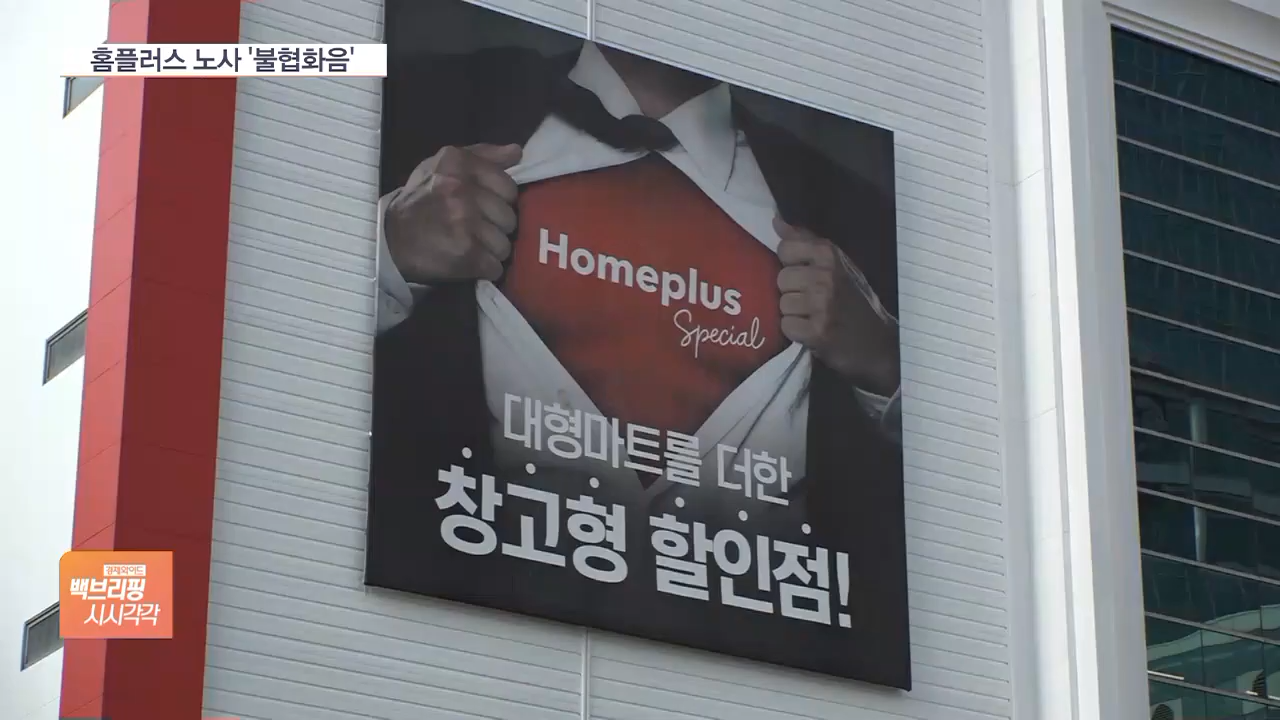 홈플러스 노사 '불협화음'
Homeplus
Special
대형마트를 더한
창고형 할인점!
경제와이드
백브리핑
시시각각